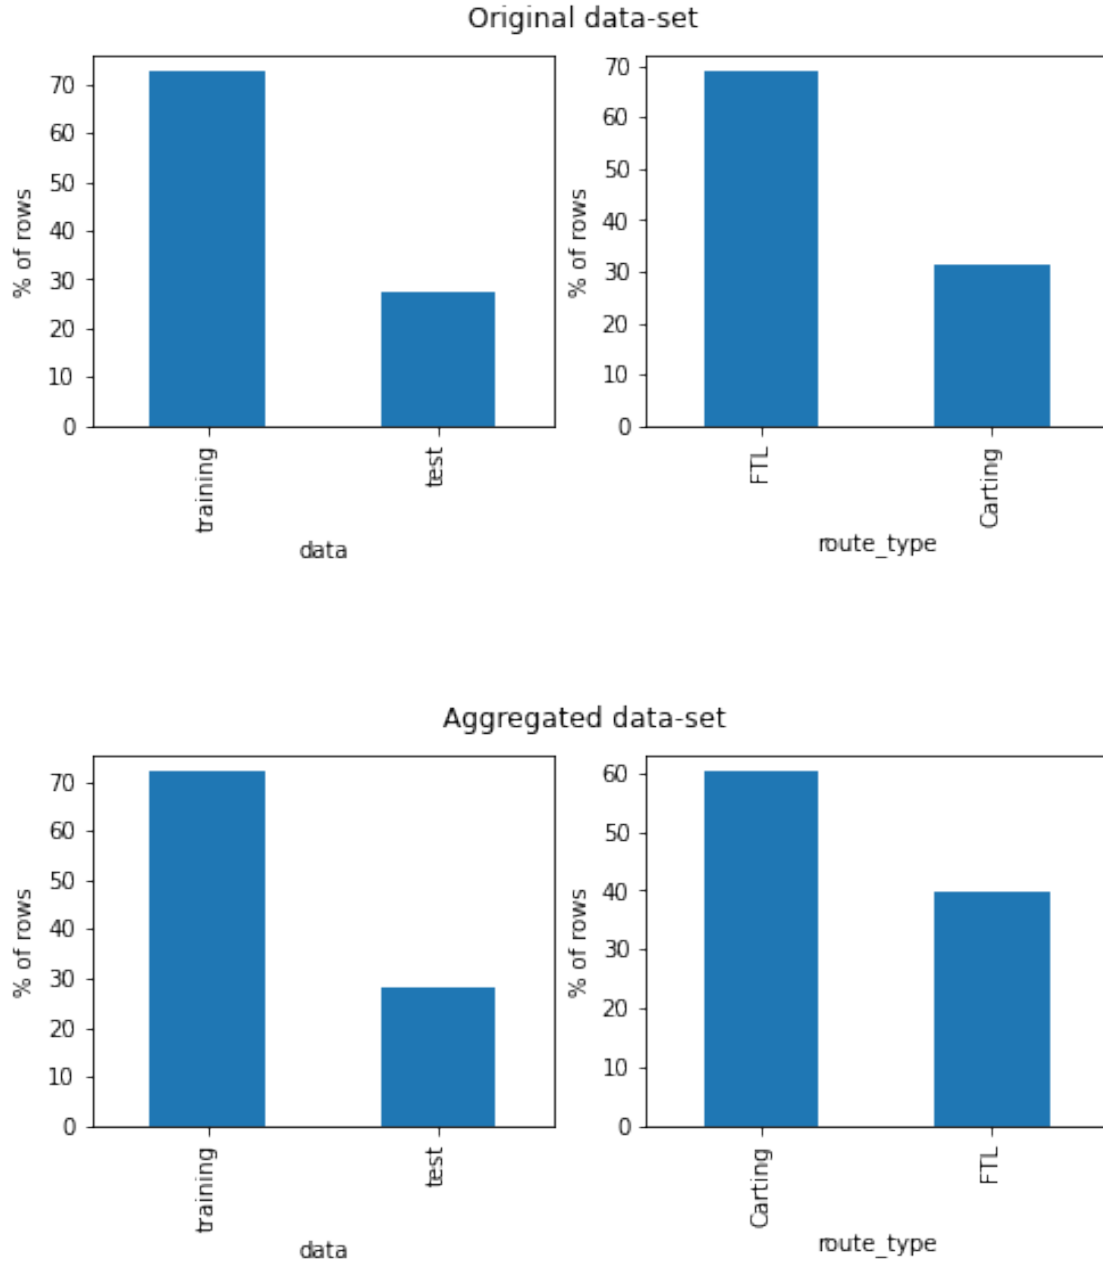 Original data-set
70
60
50
40
30
20
10
0
% of rows
training
test
data
70
60
50
40
30
20
10
0
% of rows
FTL
Carting
route_type
Aggregated data-set
70
60
50
40
30
20
10
0
% of rows
training
test
data
60
50
40
30
20
10
0
% of rows
Carting
FTL
route_type